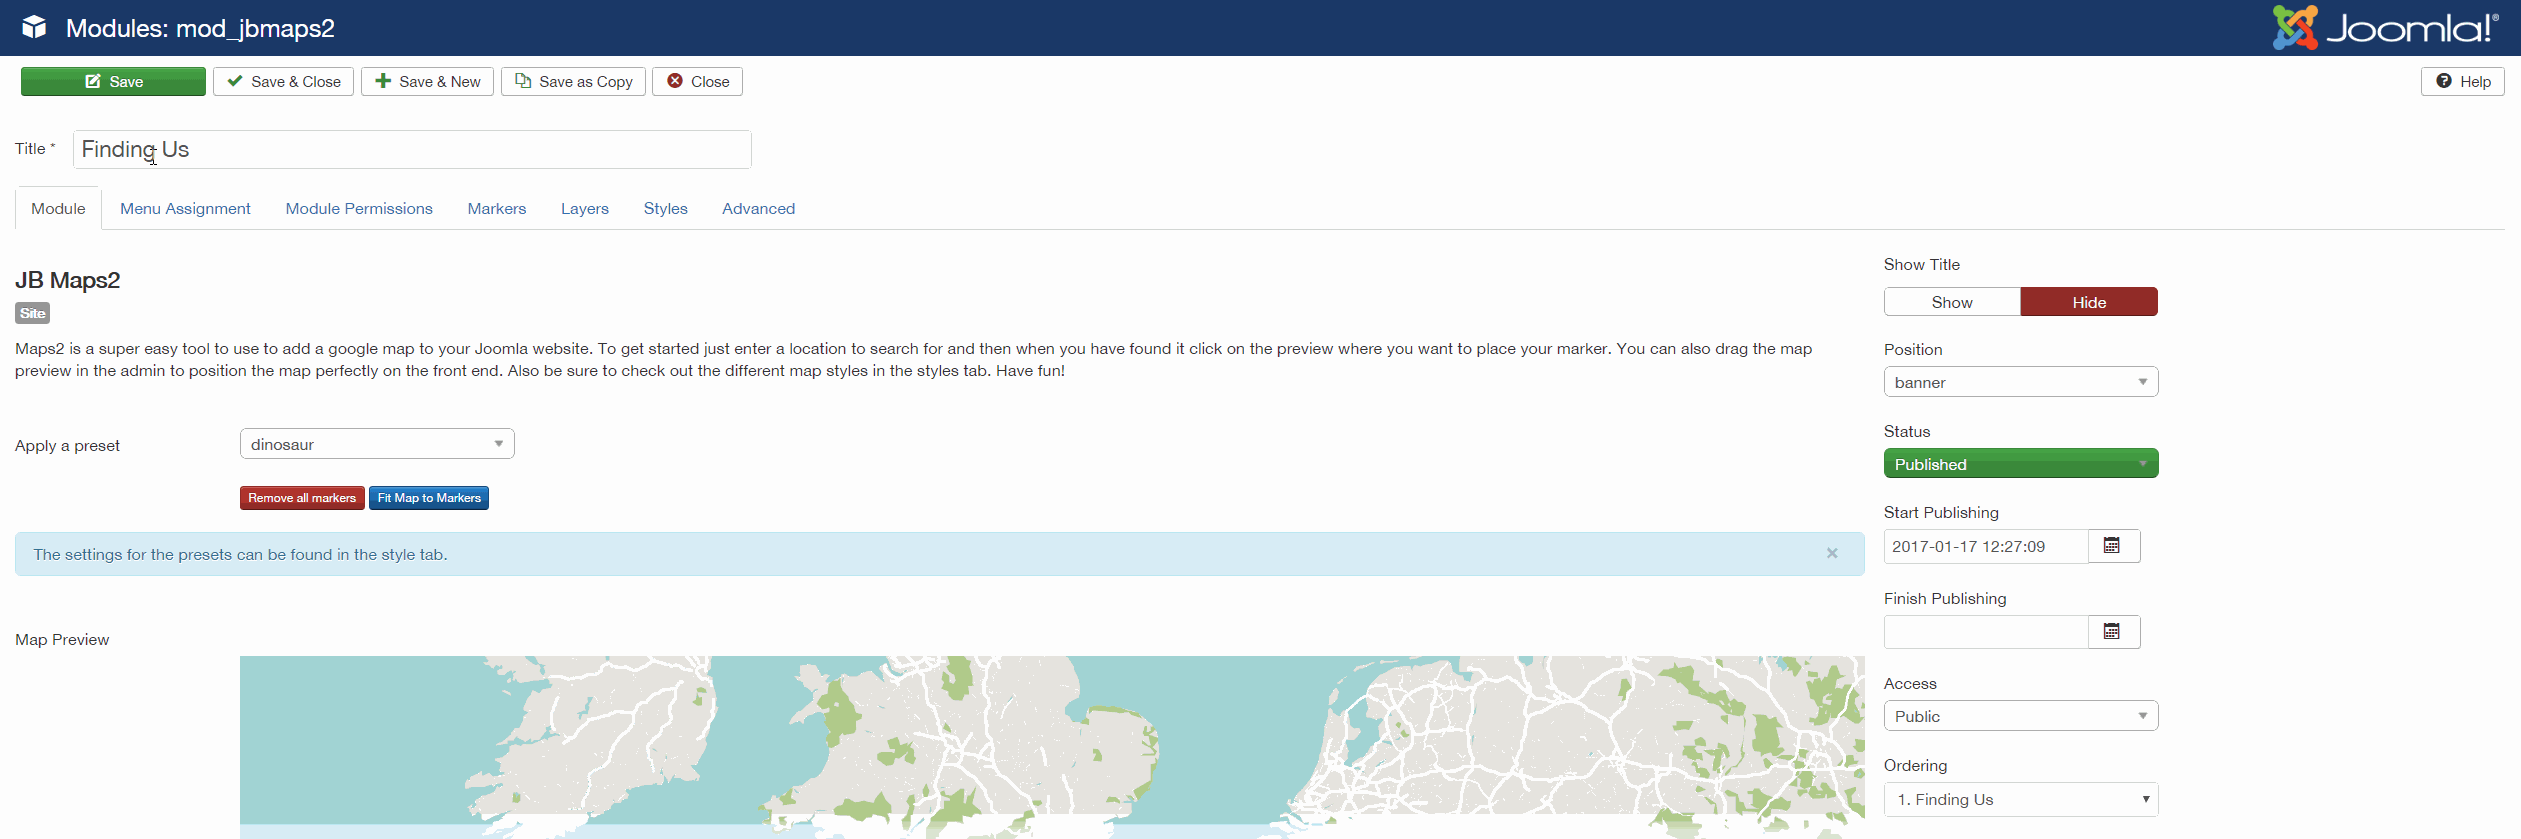 Modules: mod_jbmaps2
Joomla!®
Save
Save & Close
Save & New
Save as Copy
Close
Help
Title *
Finding Us
Module
Menu Assignment
Module Permissions
Markers
Layers
Styles
Advanced
JB Maps2
Site
Maps2 is a super easy tool to use to add a google map to your Joomla website. To get started just enter a location to search for and then when you have found it click on the preview where you want to place your marker. You can also drag the map
preview in the admin to position the map perfectly on the front end. Also be sure to check out the different map styles in the styles tab. Have fun!
Apply a preset
dinosaur
Remove all markers
Fit Map to Markers
The settings for the presets can be found in the style tab.
×
Map Preview
Show Title
Show
Hide
Position
banner
Status
Published
Start Publishing
2017-01-17 12:27:09
Finish Publishing
Access
Public
Ordering
1. Finding Us